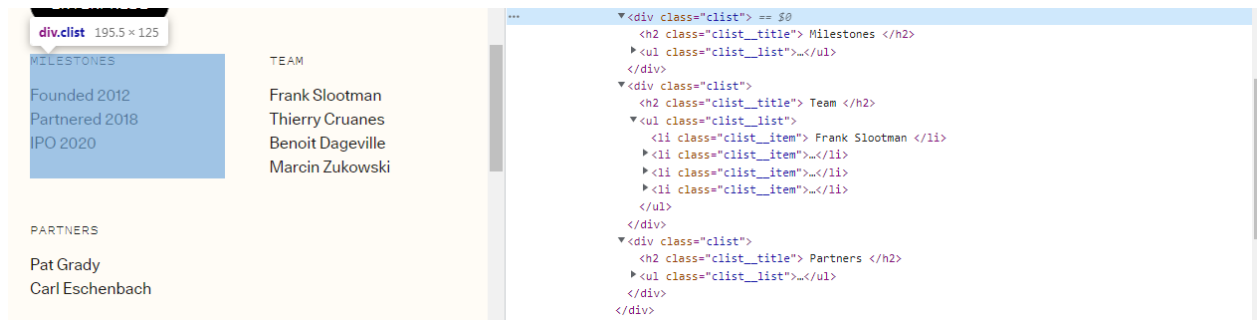 div.clist 195.5 × 125
MILESTONES
Founded 2012
Partnered 2018
IPO 2020
TEAM
Frank Slootman
Thierry Cruanes
Benoit Dageville
Marcin Zukowski
PARTNERS
Pat Grady
Carl Eschenbach
… ▼<div class="clist"> == $0
<h2 class="clist__title"> Milestones </h2>
▶<ul class="clist__list">…</ul>
</div>
▼<div class="clist">
<h2 class="clist__title"> Team </h2>
▼<ul class="clist__list">
<li class="clist__item"> Frank Slootman </li>
▶<li class="clist__item">…</li>
▶<li class="clist__item">…</li>
▶<li class="clist__item">…</li>
</ul>
</div>
▼<div class="clist">
<h2 class="clist__title"> Partners </h2>
▶<ul class="clist__list">…</ul>
</div>
</div>